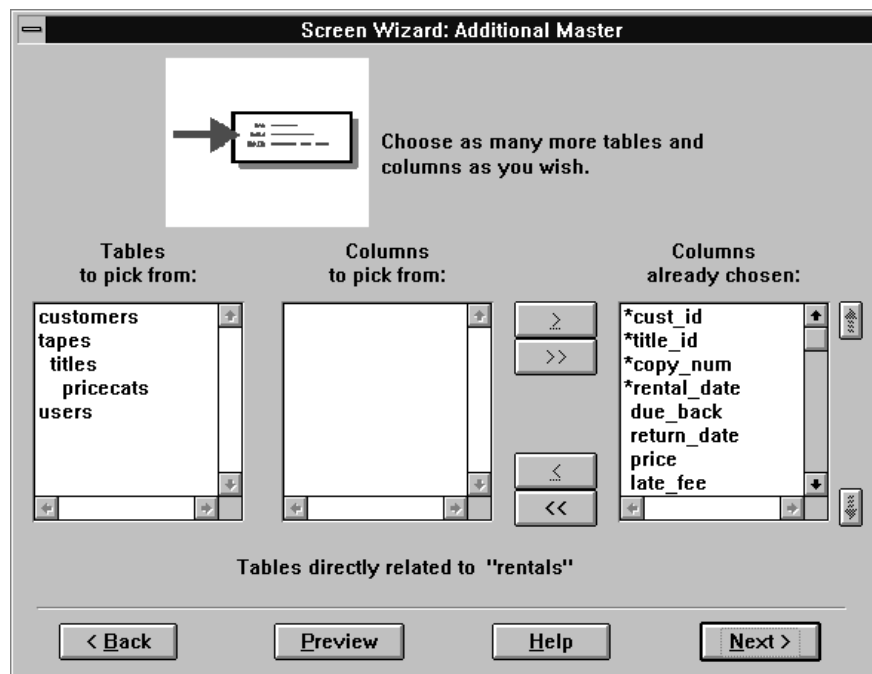 Screen Wizard: Additional Master
Choose as many more tables and
columns as you wish.
Tables
to pick from:
customers
tapes
titles
pricecats
users
Columns
to pick from:
>
>>
<
<<
Columns
already chosen:
*cust_id
*title_id
*copy_num
*rental_date
due_back
return_date
price
late_fee
Tables directly related to "rentals"
< Back
Preview
Help
Next >